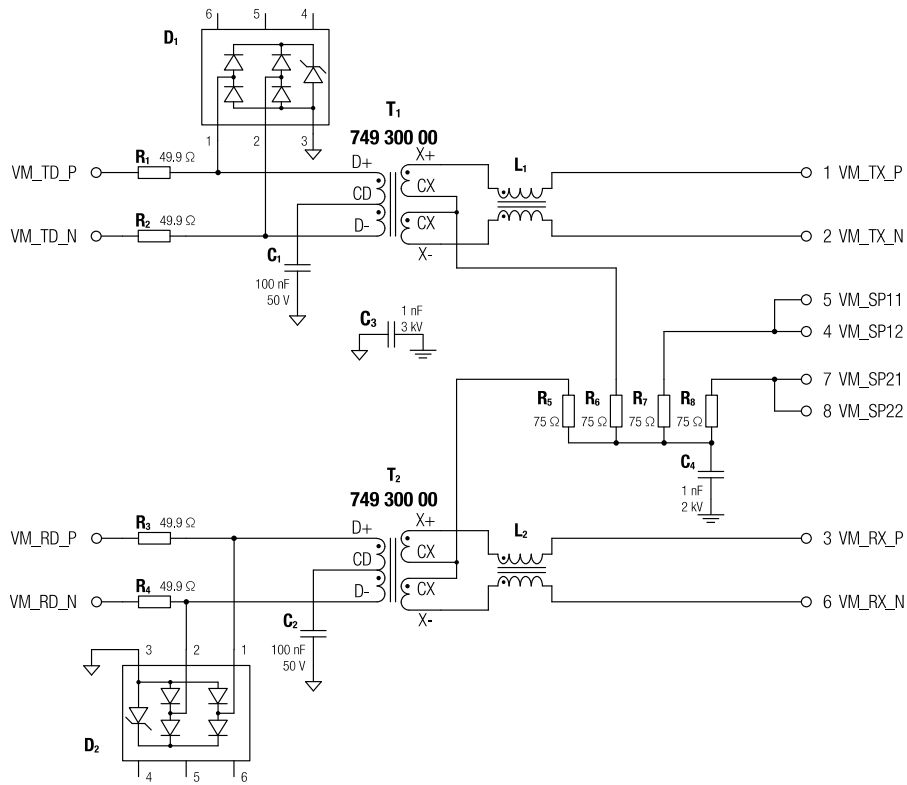 6 5 4
D₁
1 2 3
T₁
749 300 00
VM_TD_P R₁ 49.9 Ω D+ X+ L₁ 1 VM_TX_P
CD CX
VM_TD_N R₂ 49.9 Ω D- CX 2 VM_TX_N
X-
C₁
100 nF
50 V
5 VM_SP11
C₃ 1 nF
3 kV
4 VM_SP12
7 VM_SP21
R₅ R₆ R₇ R₈
75 Ω 75 Ω 75 Ω 75 Ω
8 VM_SP22
C₄
1 nF
2 kV
T₂
749 300 00
VM_RD_P R₃ 49.9 Ω D+ X+ L₂ 3 VM_RX_P
CD CX
VM_RD_N R₄ 49.9 Ω D- CX 6 VM_RX_N
X-
C₂
100 nF
50 V
3 2 1
D₂
4 5 6